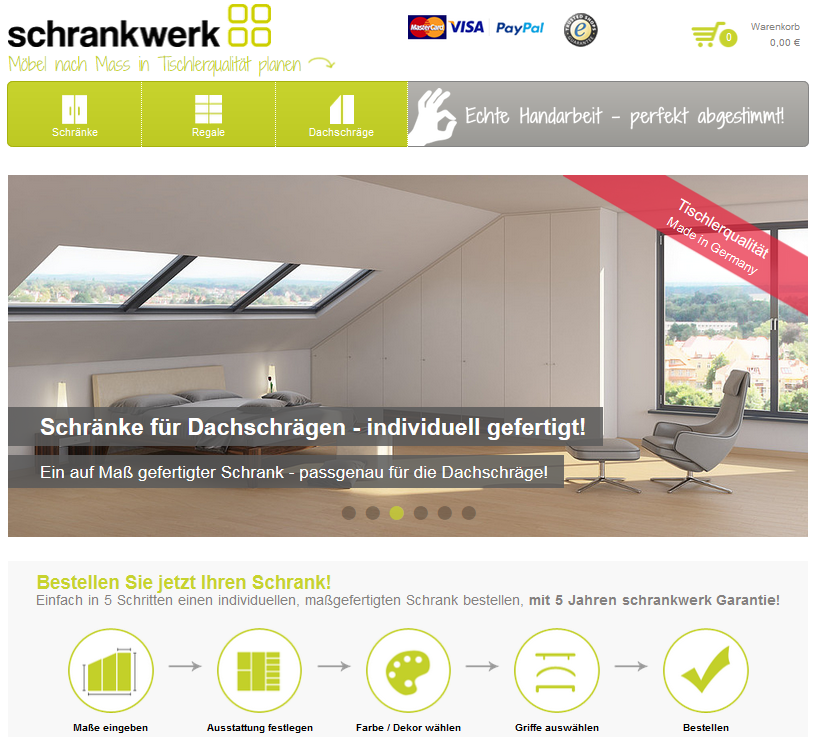 schrankwerk
Möbel nach Mass in Tischlerqualität planen
MasterCard VISA PayPal
TRUSTED SHOPS
GUARANTEE
Warenkorb
0
0,00 €
Schränke
Regale
Dachschräge
Echte Handarbeit - perfekt abgestimmt!
Tischlerqualität
Made in Germany
Schränke für Dachschrägen - individuell gefertigt!
Ein auf Maß gefertigter Schrank - passgenau für die Dachschräge!
Bestellen Sie jetzt Ihren Schrank!
Einfach in 5 Schritten einen individuellen, maßgefertigten Schrank bestellen, mit 5 Jahren schrankwerk Garantie!
Maße eingeben
Ausstattung festlegen
Farbe / Dekor wählen
Griffe auswählen
Bestellen